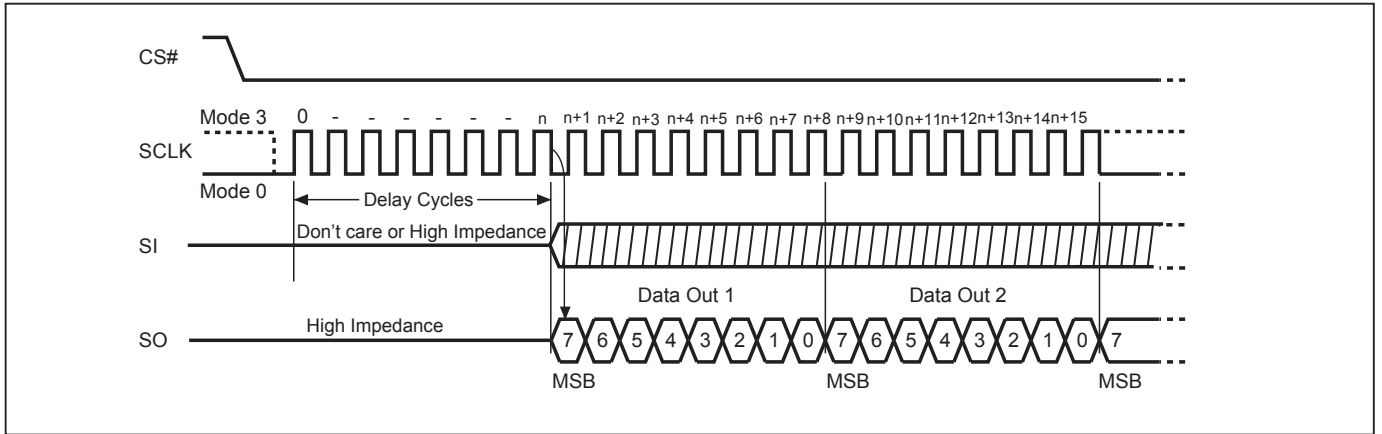 CS#
Mode 3
0 - - - - - - n n+1 n+2 n+3 n+4 n+5 n+6 n+7 n+8 n+9 n+10 n+11 n+12 n+13 n+14 n+15
SCLK
Mode 0
Delay Cycles
Don't care or High Impedance
SI
Data Out 1 Data Out 2
High Impedance
SO
7 6 5 4 3 2 1 0 7 6 5 4 3 2 1 0 7
MSB MSB MSB